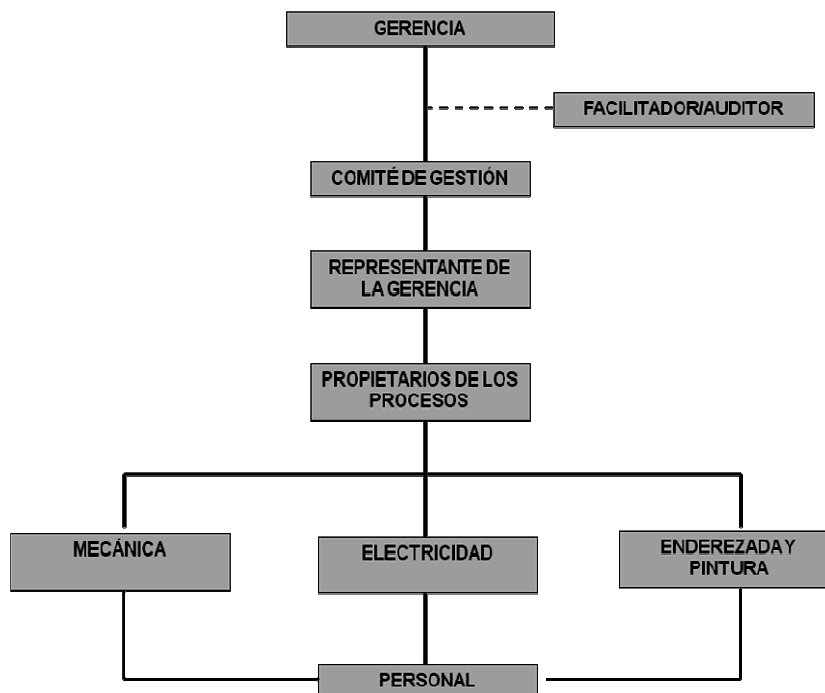 GERENCIA
FACILITADOR/AUDITOR
COMITÉ DE GESTIÓN
REPRESENTANTE DE
LA GERENCIA
PROPIETARIOS DE LOS
PROCESOS
MECÁNICA
ELECTRICIDAD
ENDEREZADA Y
PINTURA
PERSONAL